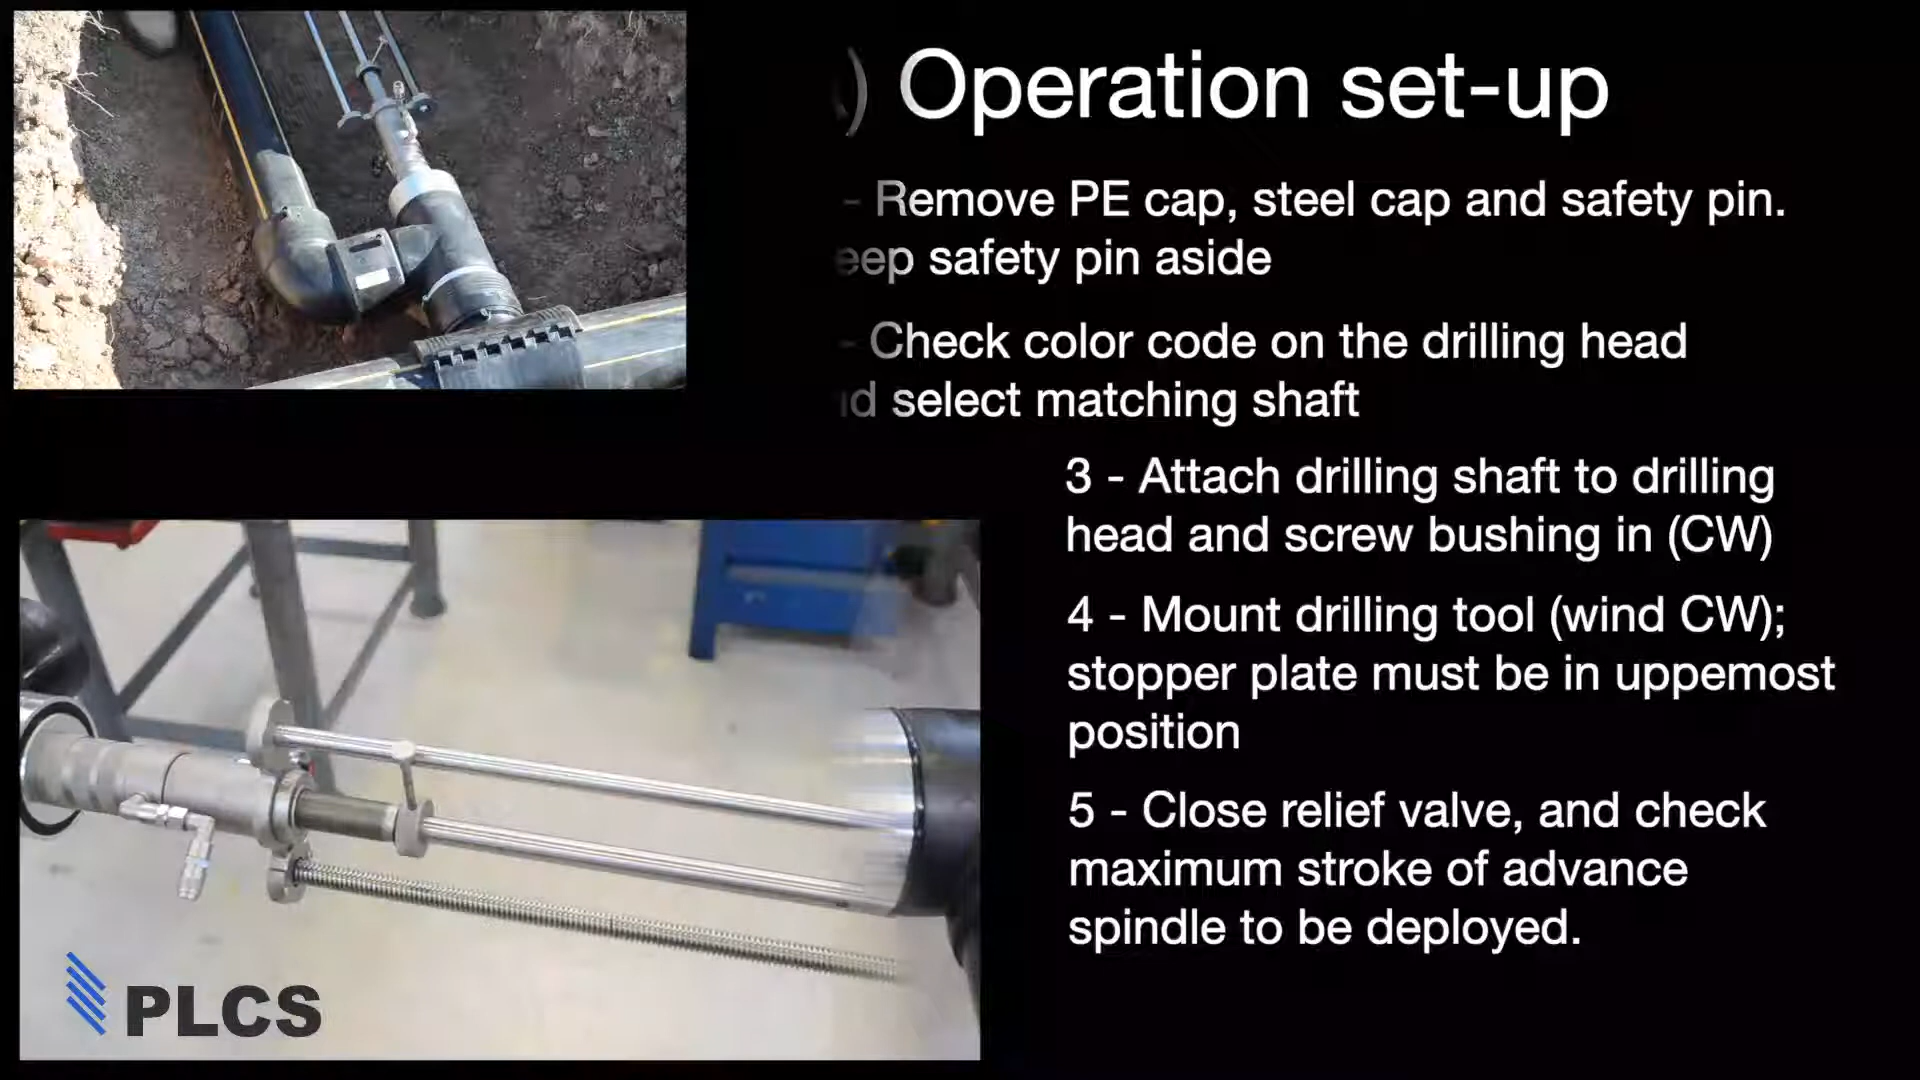 ) Operation set-up
- Remove PE cap, steel cap and safety pin.
eep safety pin aside
- Check color code on the drilling head
d select matching shaft
3 - Attach drilling shaft to drilling
head and screw bushing in (CW)
4 - Mount drilling tool (wind CW);
stopper plate must be in uppemost
position
5 - Close relief valve, and check
maximum stroke of advance
spindle to be deployed.
PLCS